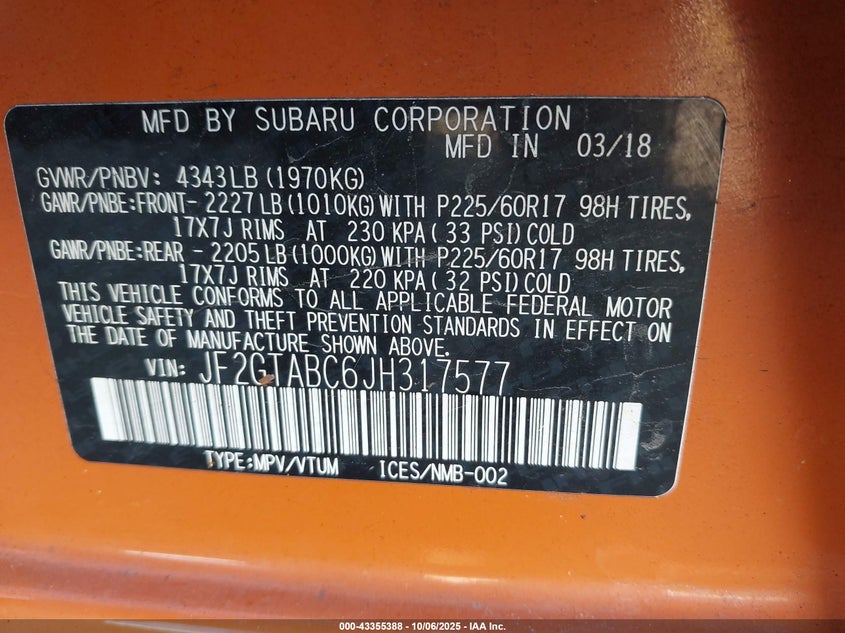 MFD BY SUBARU CORPORATION
MFD IN 03/18
GVWR/PNBV: 4343LB (1970KG)
GAWR/PNBE:FRONT- 2227LB (1010KG) WITH P225/60R17 98H TIRES,
17X7J RIMS AT 230 KPA( 33 PSI) COLD
GAWR/PNBE:REAR - 2205LB (1000KG) WITH P225/60R17 98H TIRES,
17X7J RIMS AT 220 KPA( 32 PSI) COLD
THIS VEHICLE CONFORMS TO ALL APPLICABLE FEDERAL MOTOR
VEHICLE SAFETY AND THEFT PREVENTION STANDARDS IN EFFECT ON
THE DATE OF MANUFACTURE SHOWN ABOVE.
VIN: JF2GTABC6JH317577
TYPE:MPV/VTUM ICES/NMB-002
000-43355388 - 10/06/2025 - IAA Inc.